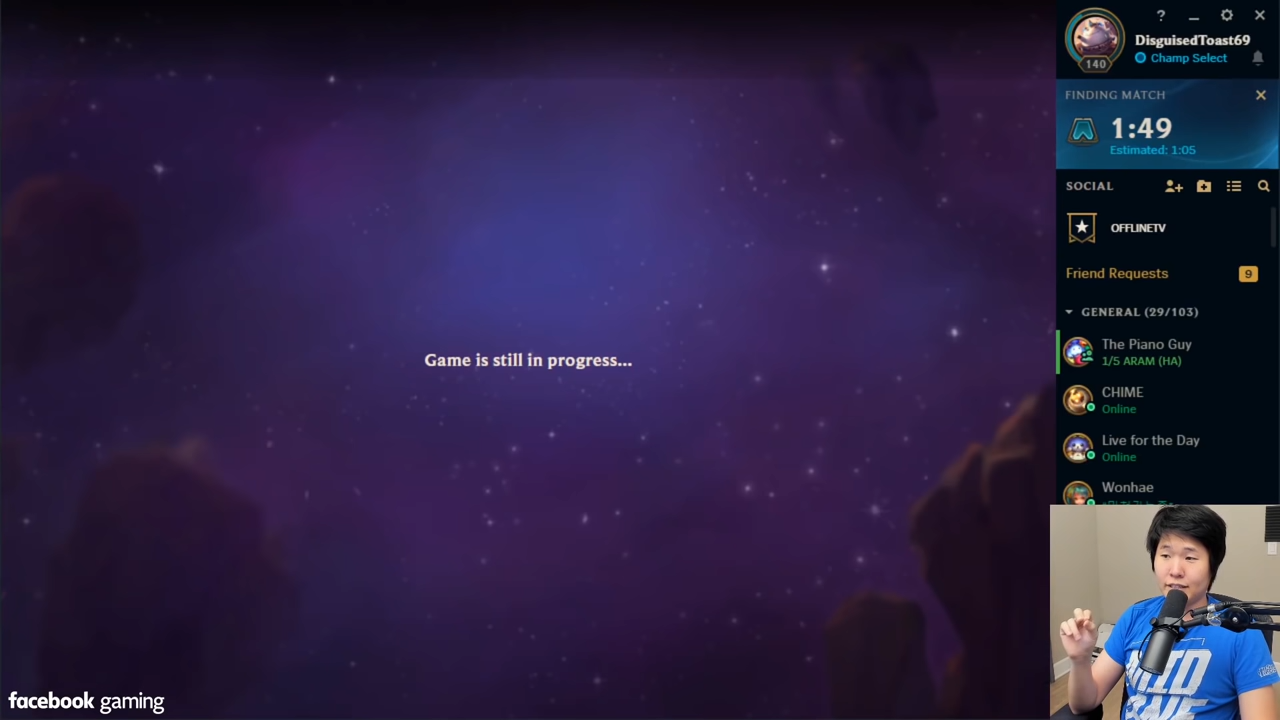 ?
DisguisedToast69
140
Champ Select
FINDING MATCH
1:49
Estimated: 1:05
SOCIAL
OFFLINETV
Friend Requests
9
GENERAL (29/103)
The Piano Guy
1/5 ARAM (HA)
CHIME
Online
Live for the Day
Online
Wonhae
Game is still in progress...
facebook gaming